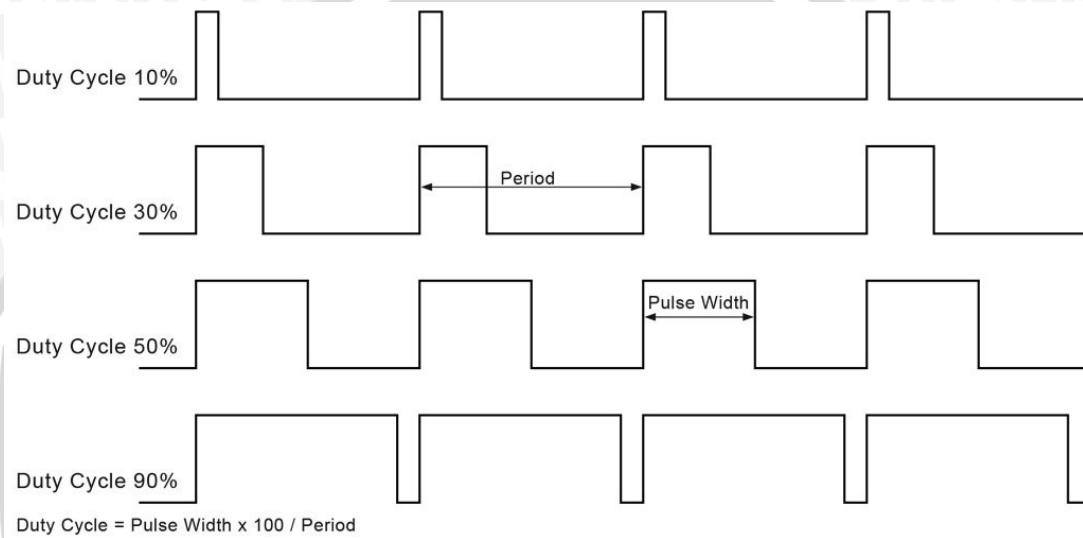 Duty Cycle 10%
Period
Duty Cycle 30%
Pulse Width
Duty Cycle 50%
Duty Cycle 90%
Duty Cycle = Pulse Width x 100 / Period